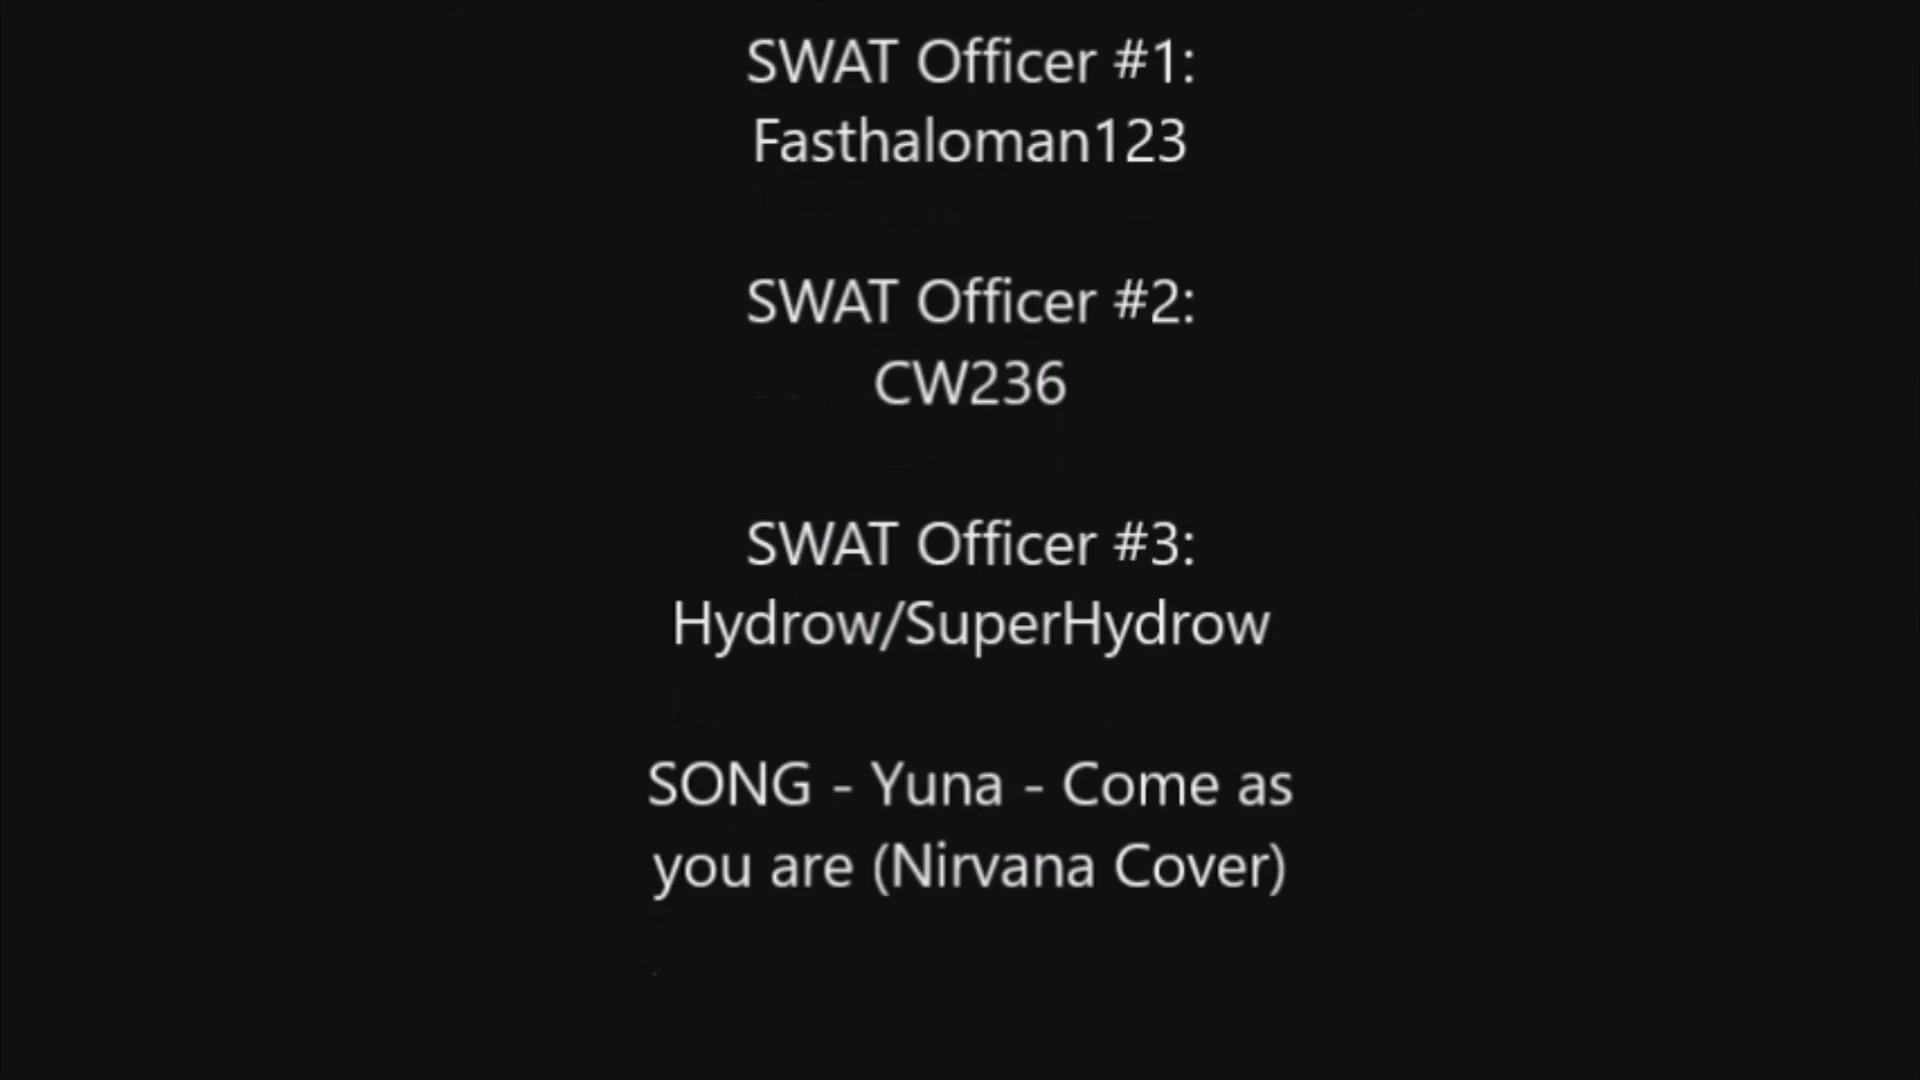 SWAT Officer #1:
Fasthaloman123
SWAT Officer #2:
CW236
SWAT Officer #3:
Hydrow/SuperHydrow
SONG - Yuna - Come as
you are (Nirvana Cover)